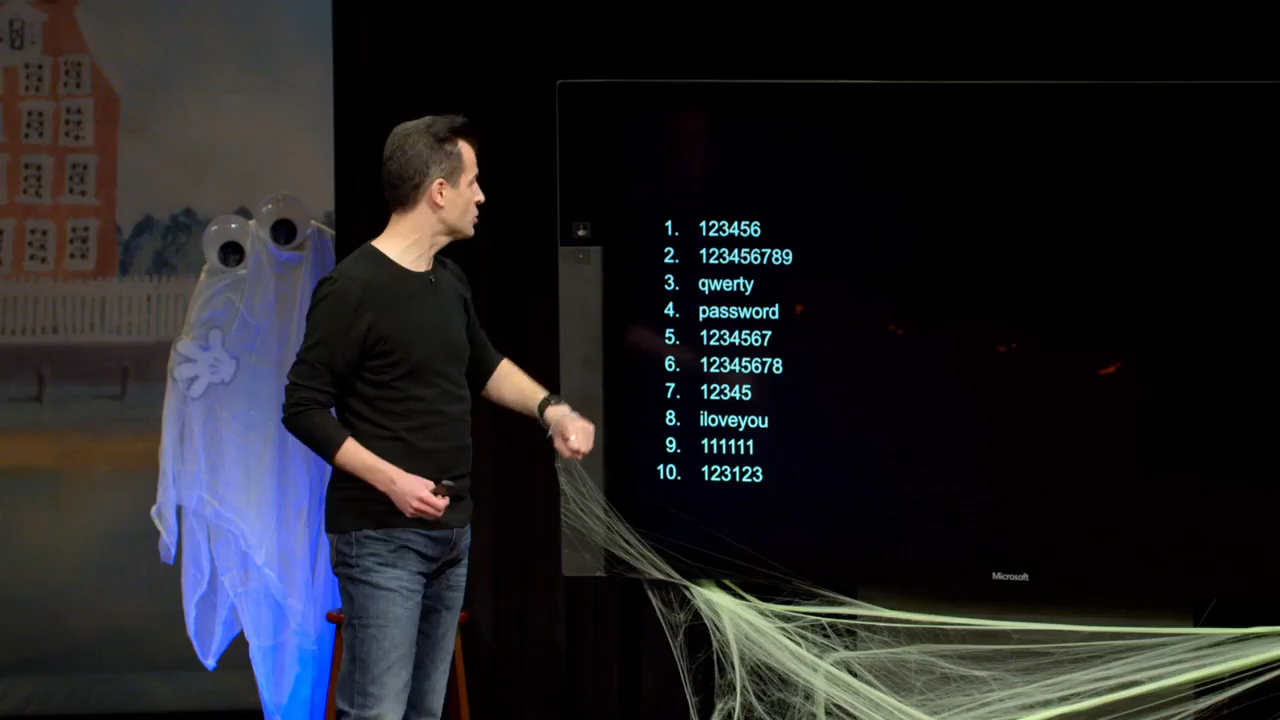 1. 123456
2. 123456789
3. qwerty
4. password
5. 1234567
6. 12345678
7. 12345
8. iloveyou
9. 111111
10. 123123
Microsoft